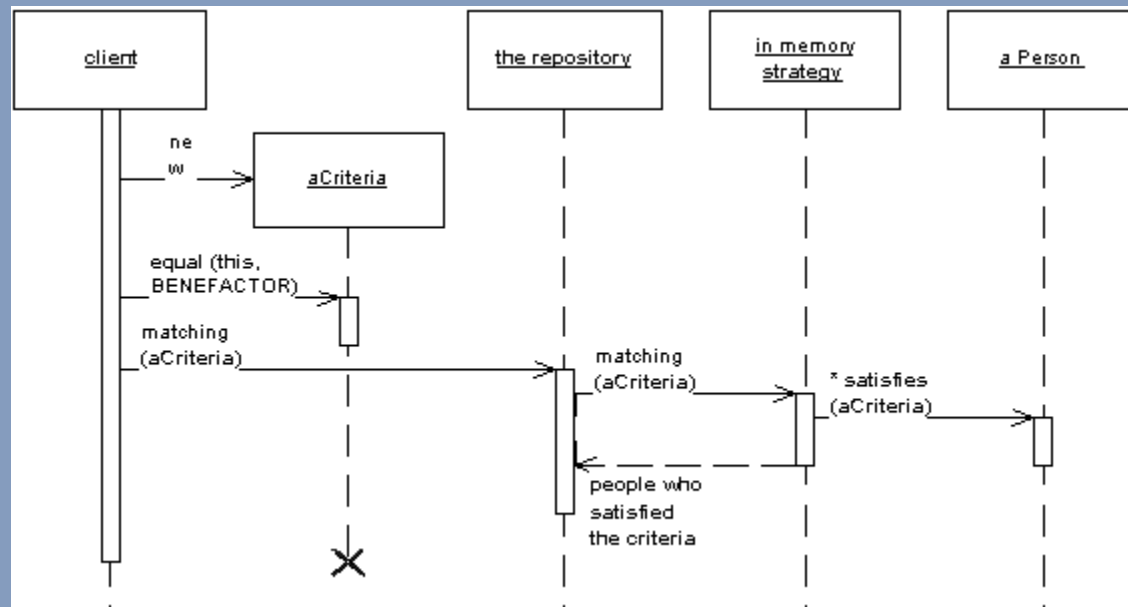 client
the repository
in memory
strategy
a Person
ne
w
aCriteria
equal (this,
BENEFACTOR)
matching
(aCriteria)
matching
(aCriteria)
* satisfies
(aCriteria)
people who
satisfied
the criteria